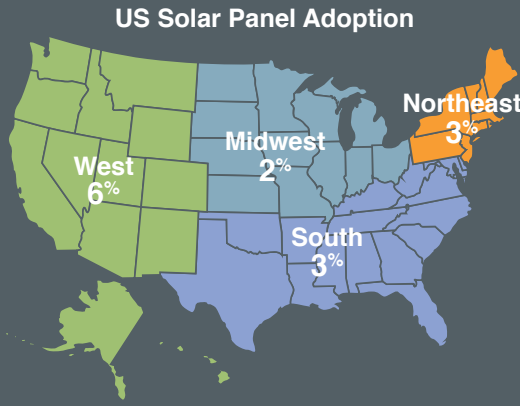 US Solar Panel Adoption
Northeast
3%
Midwest
2%
West
6%
South
3%